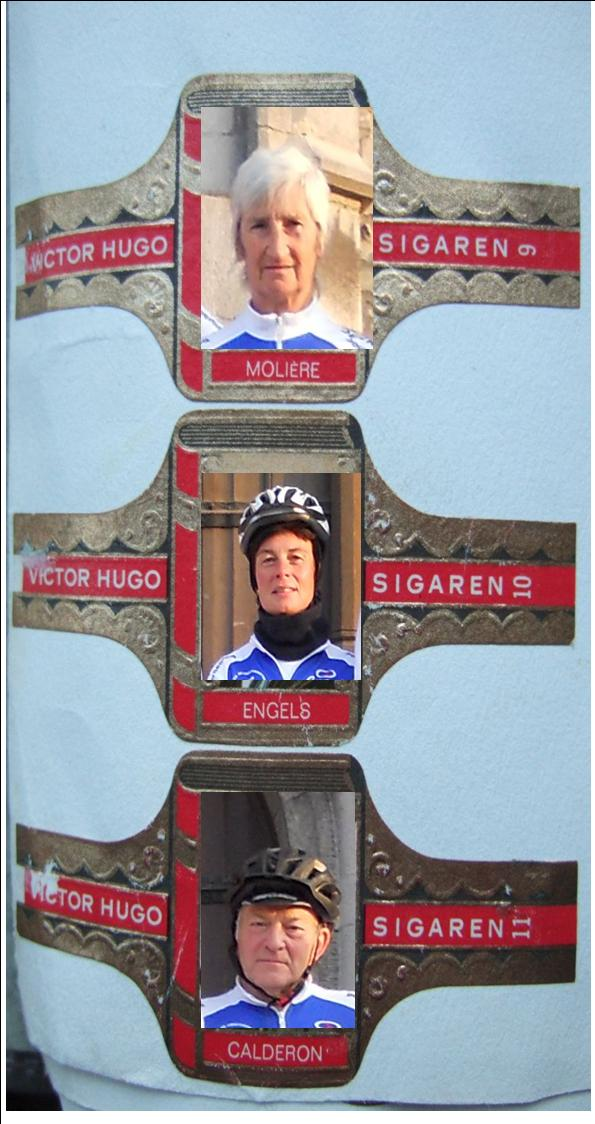 VICTOR HUGO SIGAREN 9
MOLIÈRE
VICTOR HUGO SIGAREN 10
ENGELS
VICTOR HUGO SIGAREN 11
CALDERON